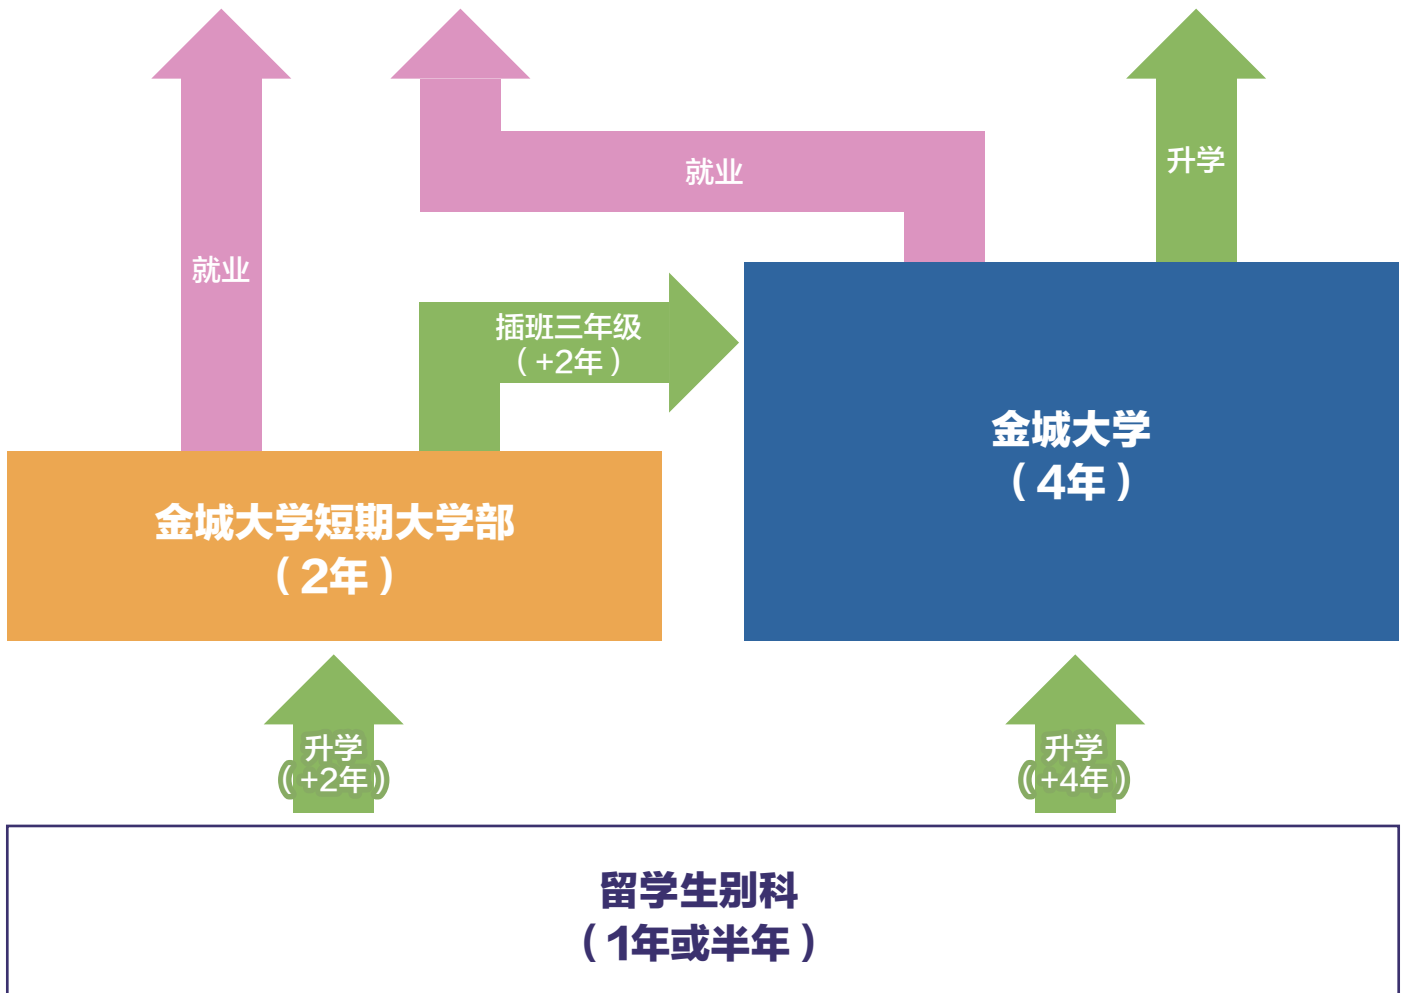 就业
升学
就业
插班三年级
（+2年）
金城大学
（4年）
金城大学短期大学部
（2年）
升学
（+2年）
升学
（+4年）
留学生别科
（1年或半年）